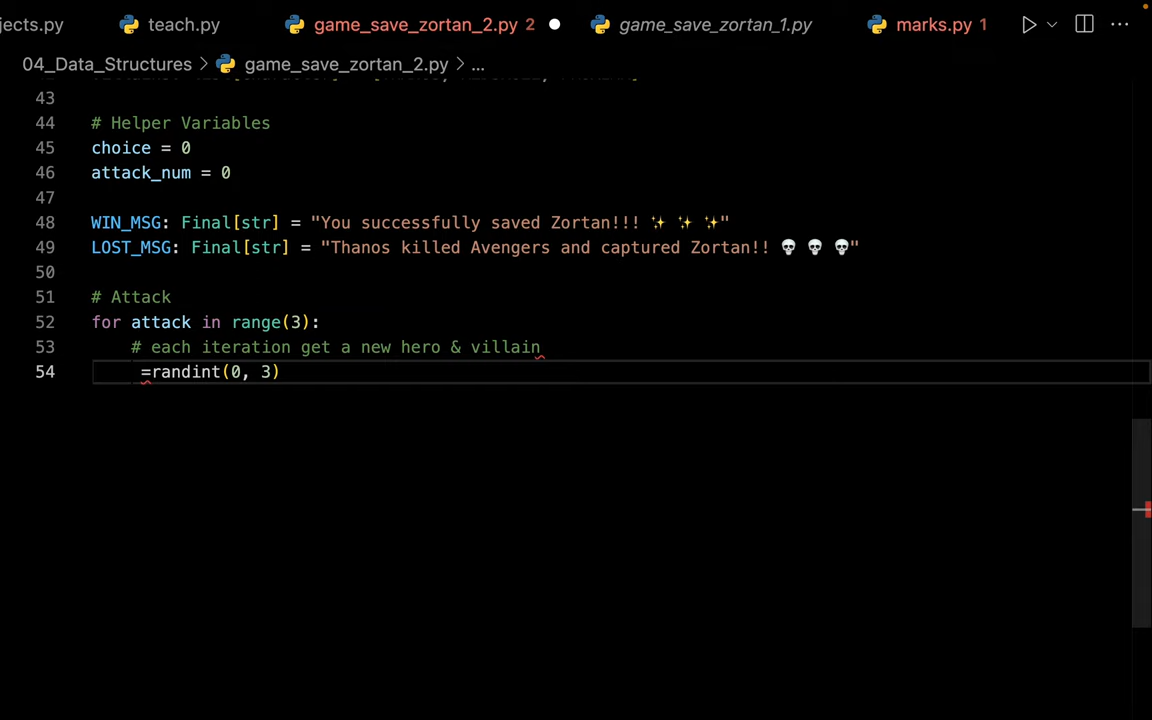 jects.py teach.py game_save_zortan_2.py 2 game_save_zortan_1.py marks.py 1 ...
04_Data_Structures > game_save_zortan_2.py > ...
43
44 # Helper Variables
45 choice = 0
46 attack_num = 0
47
48 WIN_MSG: Final[str] = "You successfully saved Zortan!!! ✨ ✨ ✨"
49 LOST_MSG: Final[str] = "Thanos killed Avengers and captured Zortan!! 💀 💀 💀"
50
51 # Attack
52 for attack in range(3):
53 # each iteration get a new hero & villain
54 =randint(0, 3)